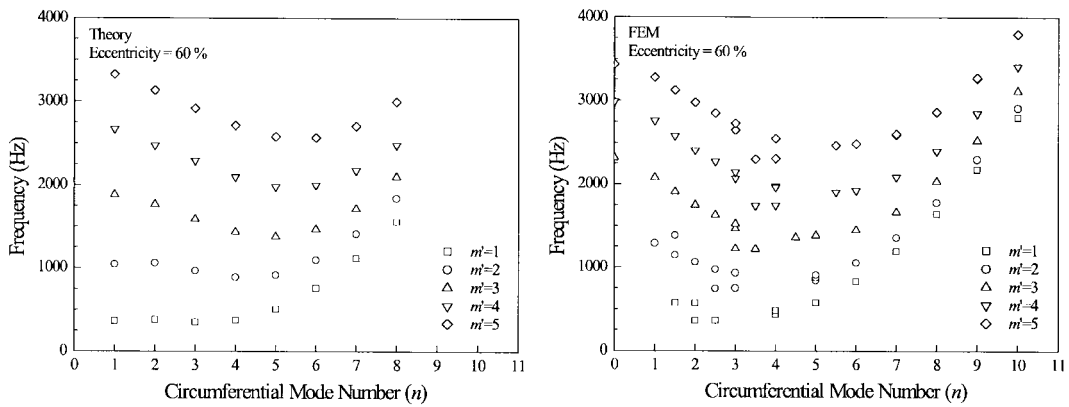 Theory
Eccentricity = 60 %
4000
3000
2000
1000
0
Frequency (Hz)
m'=1
m'=2
m'=3
m'=4
m'=5
0 1 2 3 4 5 6 7 8 9 10 11
Circumferential Mode Number (n)
FEM
Eccentricity = 60 %
4000
3000
2000
1000
0
Frequency (Hz)
m'=1
m'=2
m'=3
m'=4
m'=5
0 1 2 3 4 5 6 7 8 9 10 11
Circumferential Mode Number (n)